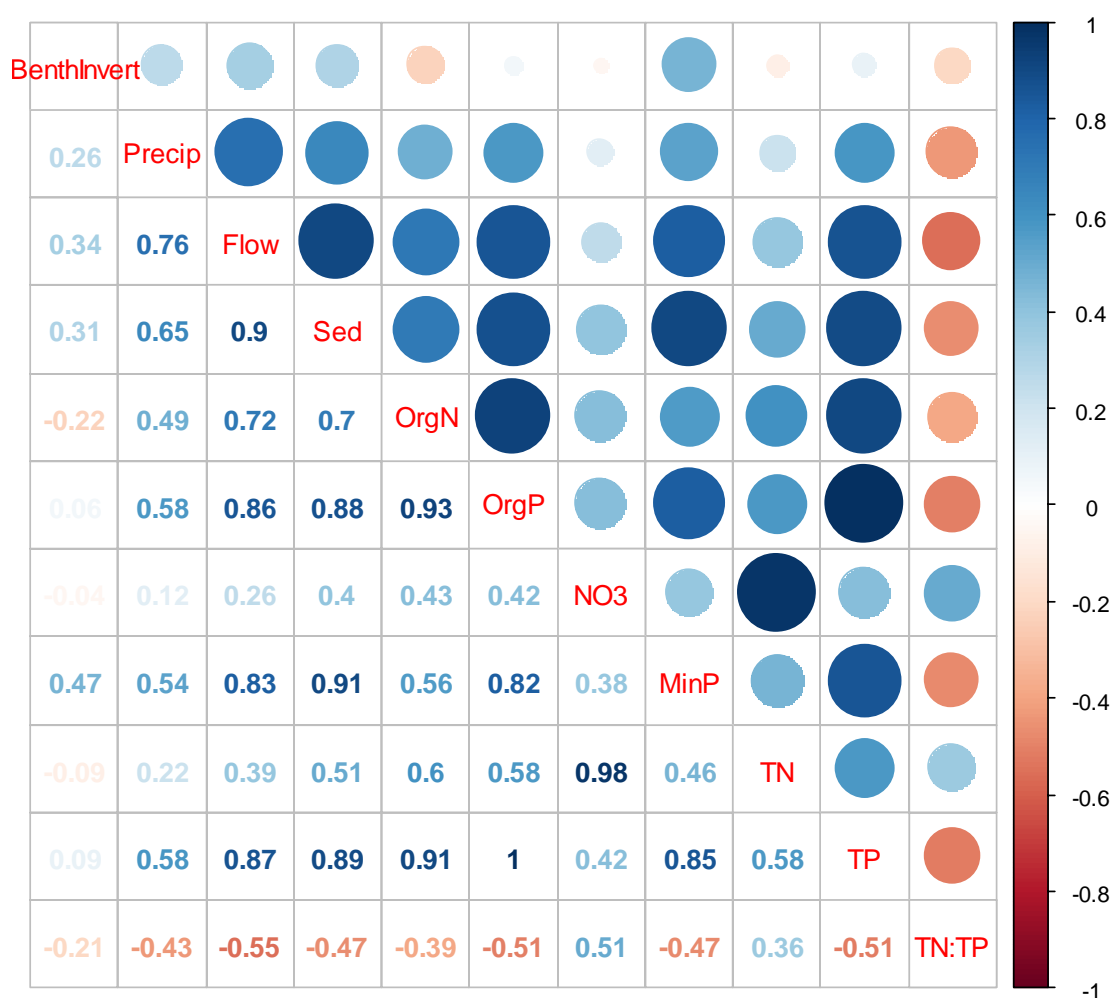 BenthInvert
0.26 Precip
0.34 0.76 Flow
0.31 0.65 0.9 Sed
-0.22 0.49 0.72 0.7 OrgN
0.06 0.58 0.86 0.88 0.93 OrgP
-0.04 0.12 0.26 0.4 0.43 0.42 NO3
0.47 0.54 0.83 0.91 0.56 0.82 0.38 MinP
-0.09 0.22 0.39 0.51 0.6 0.58 0.98 0.46 TN
0.09 0.58 0.87 0.89 0.91 1 0.42 0.85 0.58 TP
-0.21 -0.43 -0.55 -0.47 -0.39 -0.51 0.51 -0.47 0.36 -0.51 TN:TP
1
0.8
0.6
0.4
0.2
0
-0.2
-0.4
-0.6
-0.8
-1